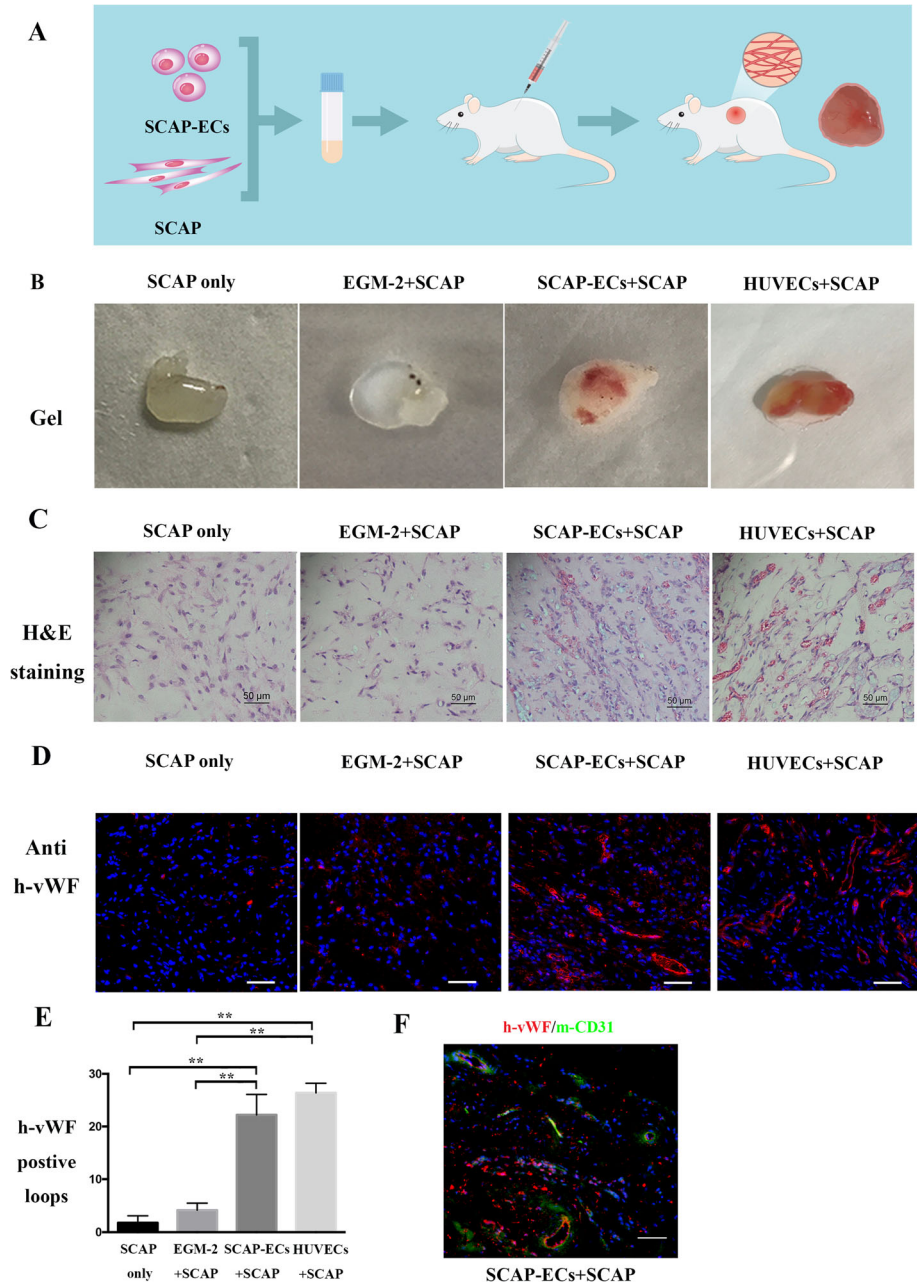 A
SCAP-ECs
SCAP
B
SCAP only EGM-2+SCAP SCAP-ECs+SCAP HUVECs+SCAP
Gel
C
SCAP only EGM-2+SCAP SCAP-ECs+SCAP HUVECs+SCAP
H&E
staining
50 μm 50 μm 50 μm 50 μm
D
SCAP only EGM-2+SCAP SCAP-ECs+SCAP HUVECs+SCAP
Anti
h-vWF
E
**
**
**
**
30
20
10
0
h-vWF
postive
loops
SCAP EGM-2 SCAP-ECs HUVECs
only +SCAP +SCAP +SCAP
F
h-vWF/m-CD31
SCAP-ECs+SCAP